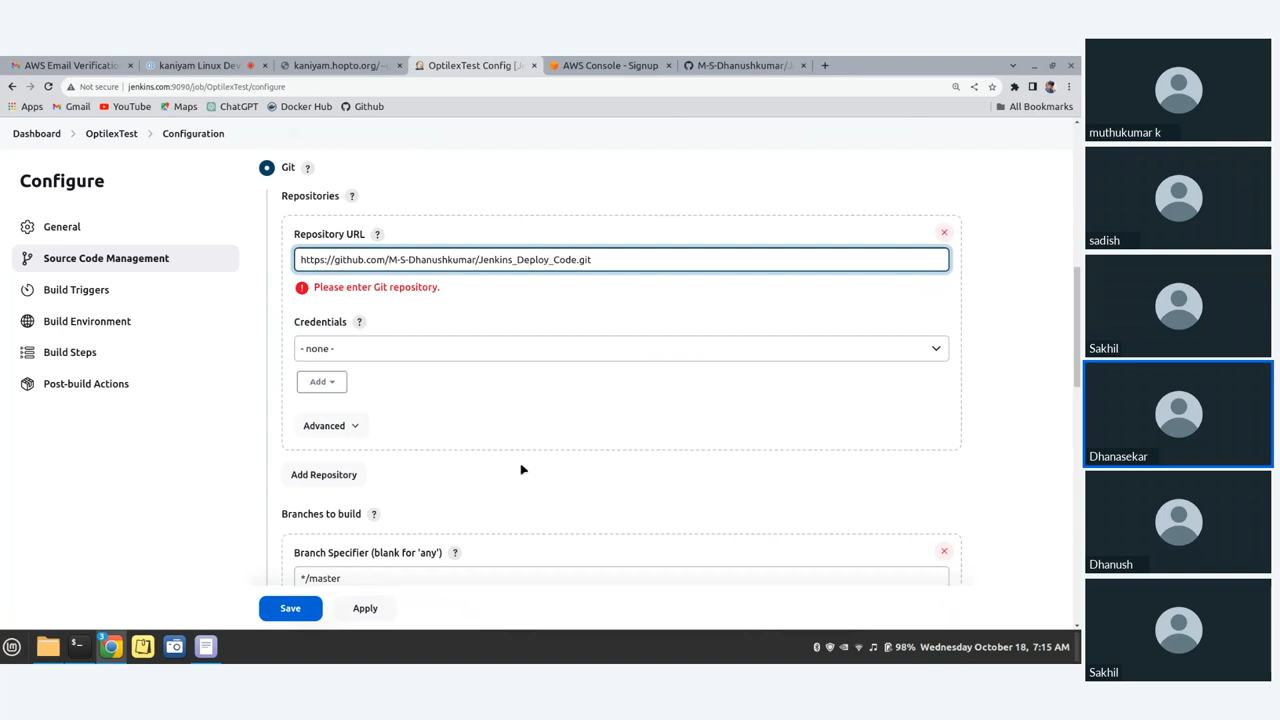 AWS Email Verificatio
kaniyam Linux Dev
kaniyam.hopto.org/~
OptilexTest Config [J
AWS Console - Signup
M-S-Dhanushkumar/J
Not secure jenkins.com:9090/job/OptilexTest/configure
Apps Gmail YouTube Maps ChatGPT Docker Hub Github All Bookmarks
Dashboard OptilexTest Configuration
Configure
General
Source Code Management
Build Triggers
Build Environment
Build Steps
Post-build Actions
Git ?
Repositories ?
Repository URL ?
https://github.com/M-S-Dhanushkumar/Jenkins_Deploy_Code.git
Please enter Git repository.
Credentials ?
- none -
Add
Advanced
Add Repository
Branches to build ?
Branch Specifier (blank for 'any') ?
*/master
Save Apply
3
98% Wednesday October 18, 7:15 AM
muthukumar k
sadish
Sakhil
Dhanasekar
Dhanush
Sakhil